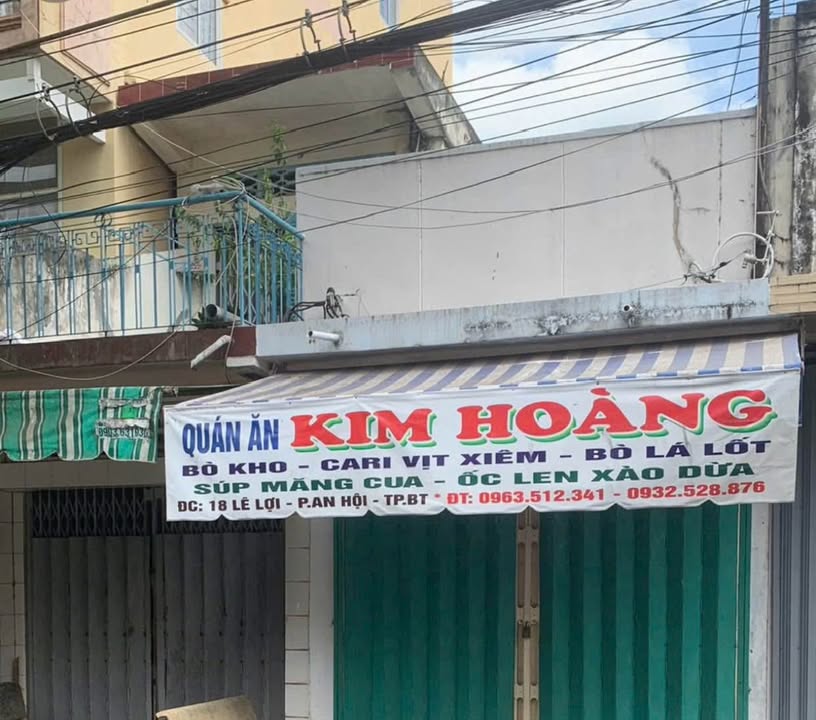 QUÁN ĂN KIM HOÀNG
BÒ KHO - CARI VỊT XIÊM - BÒ LÁ LỐT
SÚP MĂNG CUA - ỐC LEN XÀO DỪA
ĐC: 18 LÊ LỢI - P.AN HỘI - TP.BT * ĐT: 0963.512.341 - 0932.528.876